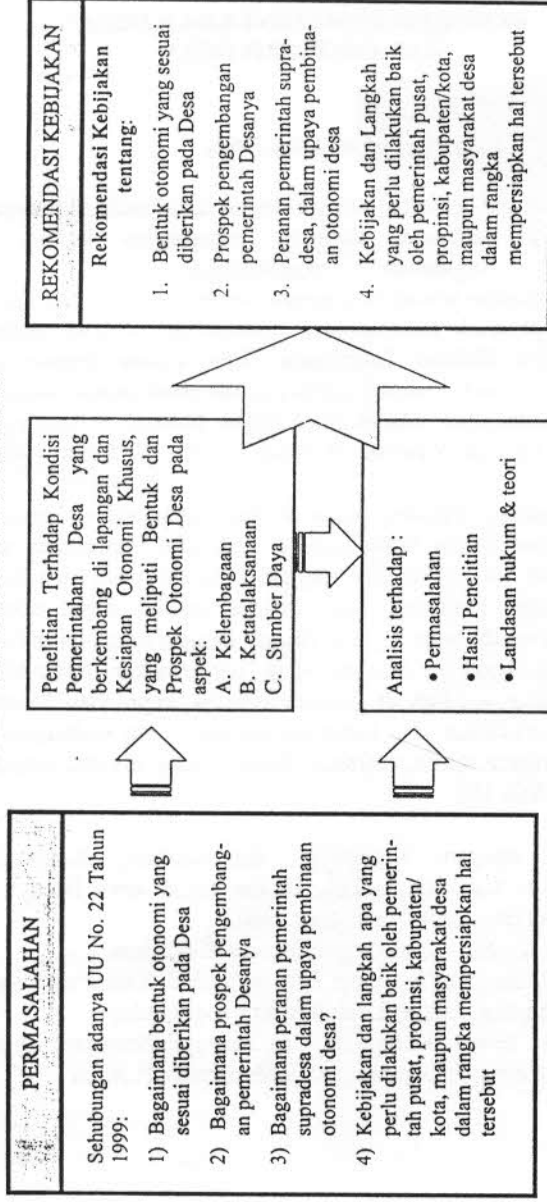 PERMASALAHAN
Sehubungan adanya UU No. 22 Tahun
1999:
1) Bagaimana bentuk otonomi yang
sesuai diberikan pada Desa
2) Bagaimana prospek pengembang-
an pemerintah Desanya
3) Bagaimana peranan pemerintah
supradesa dalam upaya pembinaan
otonomi desa?
4) Kebijakan dan langkah apa yang
perlu dilakukan baik oleh pemerin-
tah pusat, propinsi, kabupaten/
kota, maupun masyarakat desa
dalam rangka mempersiapkan hal
tersebut
Penelitian Terhadap Kondisi
Pemerintahan Desa yang
berkembang di lapangan dan
Kesiapan Otonomi Khusus,
yang meliputi Bentuk dan
Prospek Otonomi Desa pada
aspek:
A. Kelembagaan
B. Ketatalaksanaan
C. Sumber Daya
Analisis terhadap :
• Permasalahan
• Hasil Penelitian
• Landasan hukum & teori
REKOMENDASI KEBIJAKAN
Rekomendasi Kebijakan
tentang:
1. Bentuk otonomi yang sesuai
diberikan pada Desa
2. Prospek pengembangan
pemerintah Desanya
3. Peranan pemerintah supra-
desa, dalam upaya pembina-
an otonomi desa
4. Kebijakan dan Langkah
yang perlu dilakukan baik
oleh pemerintah pusat,
propinsi, kabupaten/kota,
maupun masyarakat desa
dalam rangka
mempersiapkan hal tersebut